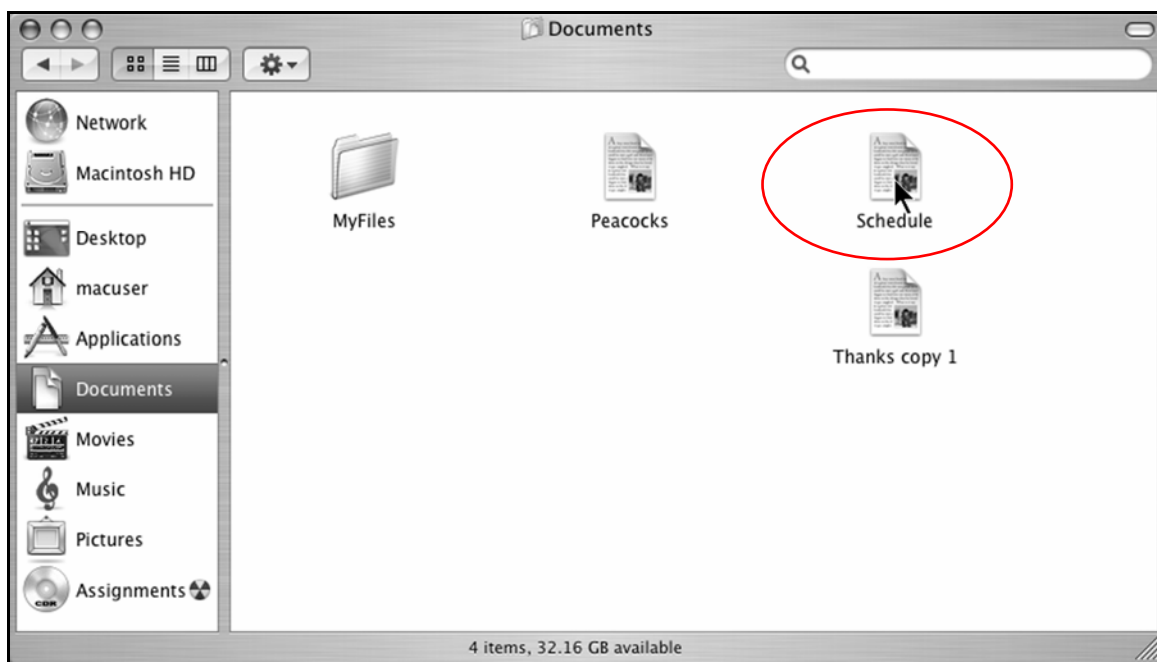 Documents
Network
Macintosh HD
Desktop
macuser
Applications
Documents
Movies
Music
Pictures
Assignments
MyFiles
Peacocks
Schedule
Thanks copy 1
4 items, 32.16 GB available